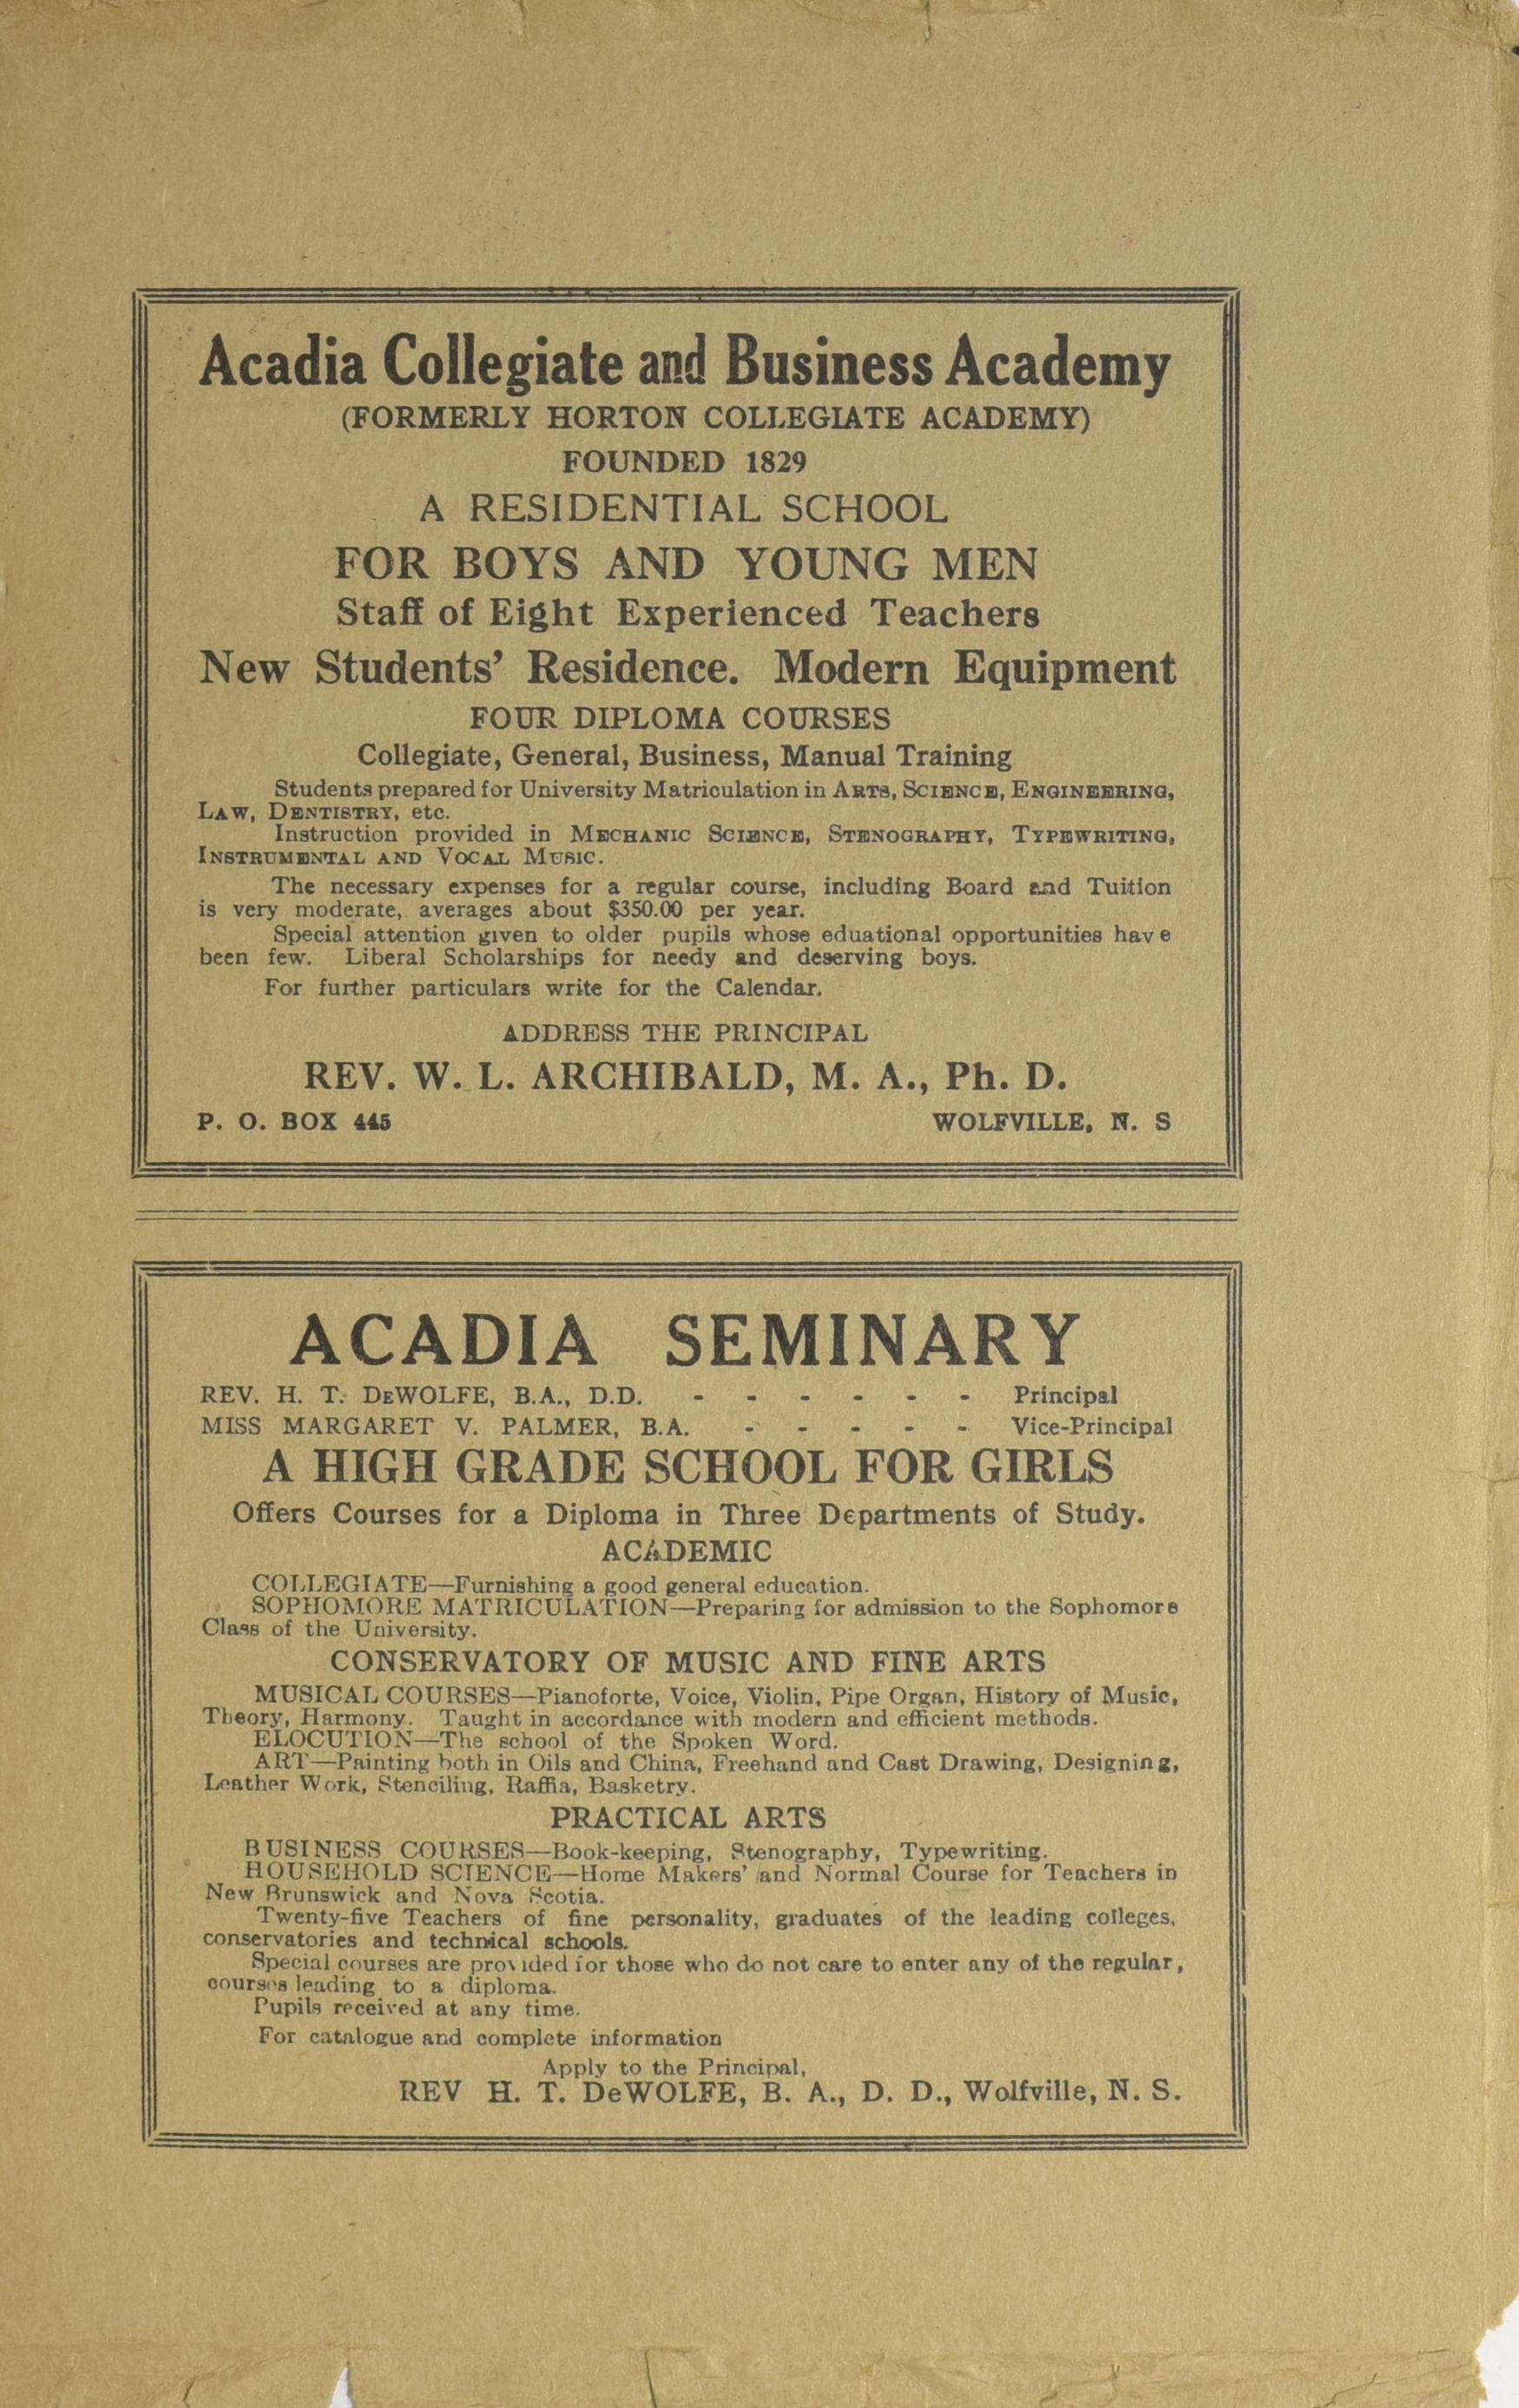 Acadia Collegiate and Business Academy
(FORMERLY HORTON COLLEGIATE ACADEMY)
FOUNDED 1829
A RESIDENTIAL SCHOOL
FOR BOYS AND YOUNG MEN
Staff of Eight Experienced Teachers
New Students' Residence. Modern Equipment
FOUR DIPLOMA COURSES
Collegiate, General, Business, Manual Training
Students prepared for University Matriculation in ARTS, SCIENCE, ENGINEERING,
LAW, DENTISTRY, etc.
Instruction provided in MECHANIC SCIENCE, STENOGRAPHY, TYPEWRITING,
INSTRUMENTAL AND VOCAL MUSIC.
The necessary expenses for a regular course, including Board and Tuition
is very moderate, averages about $350.00 per year.
Special attention given to older pupils whose eduational opportunities have
been few. Liberal Scholarships for needy and deserving boys.
For further particulars write for the Calendar.
ADDRESS THE PRINCIPAL
REV. W. L. ARCHIBALD, M. A., Ph. D.
P. O. BOX 445 WOLFVILLE, N. S
ACADIA SEMINARY
REV. H. T. DEWOLFE, B.A., D.D. - - - - - - Principal
MISS MARGARET V. PALMER, B.A. - - - - - Vice-Principal
A HIGH GRADE SCHOOL FOR GIRLS
Offers Courses for a Diploma in Three Departments of Study.
ACADEMIC
COLLEGIATE—Furnishing a good general education.
SOPHOMORE MATRICULATION—Preparing for admission to the Sophomore
Class of the University.
CONSERVATORY OF MUSIC AND FINE ARTS
MUSICAL COURSES—Pianoforte, Voice, Violin, Pipe Organ, History of Music,
Theory, Harmony. Taught in accordance with modern and efficient methods.
ELOCUTION—The school of the Spoken Word.
ART—Painting both in Oils and China, Freehand and Cast Drawing, Designing,
Leather Work, Stenciling, Raffia, Basketry.
PRACTICAL ARTS
BUSINESS COURSES—Book-keeping, Stenography, Typewriting.
HOUSEHOLD SCIENCE—Home Makers' and Normal Course for Teachers in
New Brunswick and Nova Scotia.
Twenty-five Teachers of fine personality, graduates of the leading colleges,
conservatories and technical schools.
Special courses are provided for those who do not care to enter any of the regular,
courses leading to a diploma.
Pupils received at any time.
For catalogue and complete information
Apply to the Principal,
REV H. T. DeWOLFE, B. A., D. D., Wolfville, N. S.